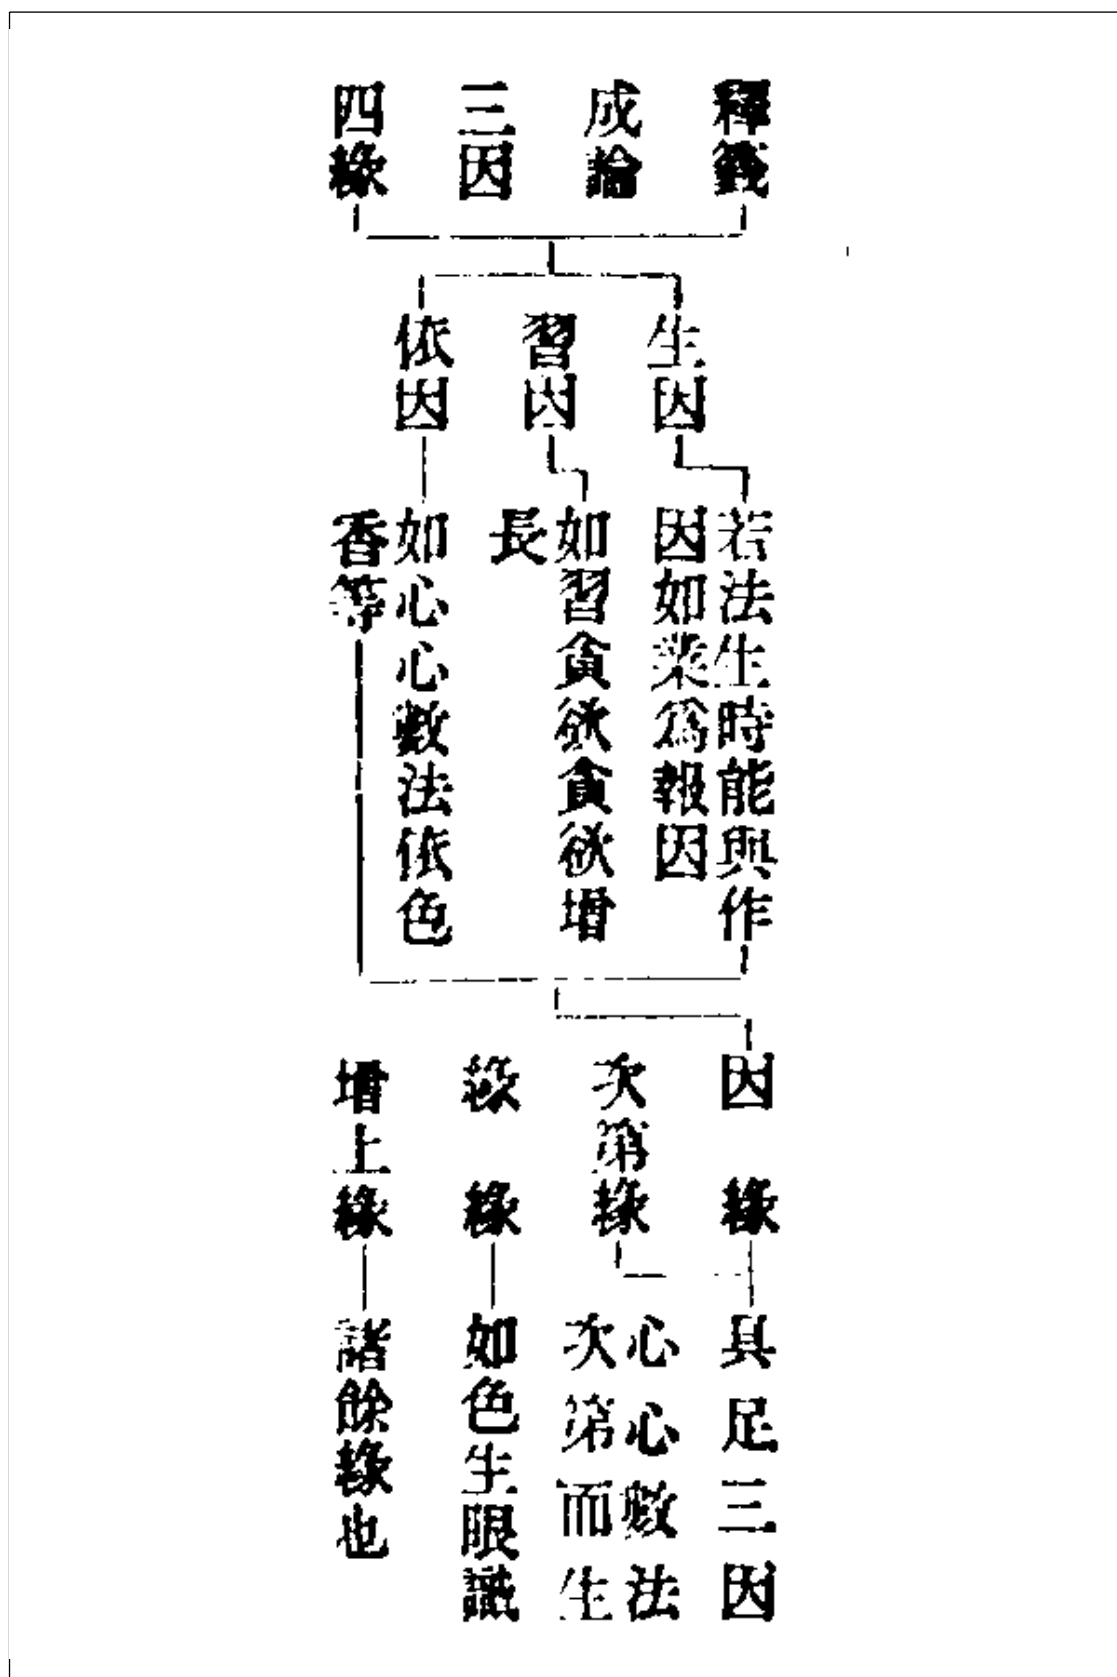 釋籤
成論
三因
四緣
生因
習因
依因
若法生時能與作
因如業為報因
如習貪欲貪欲增
長
如心心數法依色
香等
因緣
次第緣
緣緣
增上緣
具足三因
心心數法
次第而生
如色生眼識
諸餘緣也